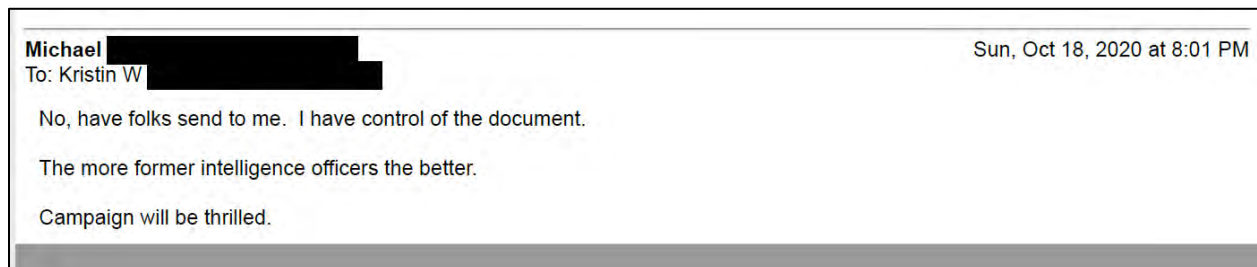 Michael
Sun, Oct 18, 2020 at 8:01 PM
To: Kristin W
No, have folks send to me. I have control of the document.
The more former intelligence officers the better.
Campaign will be thrilled.